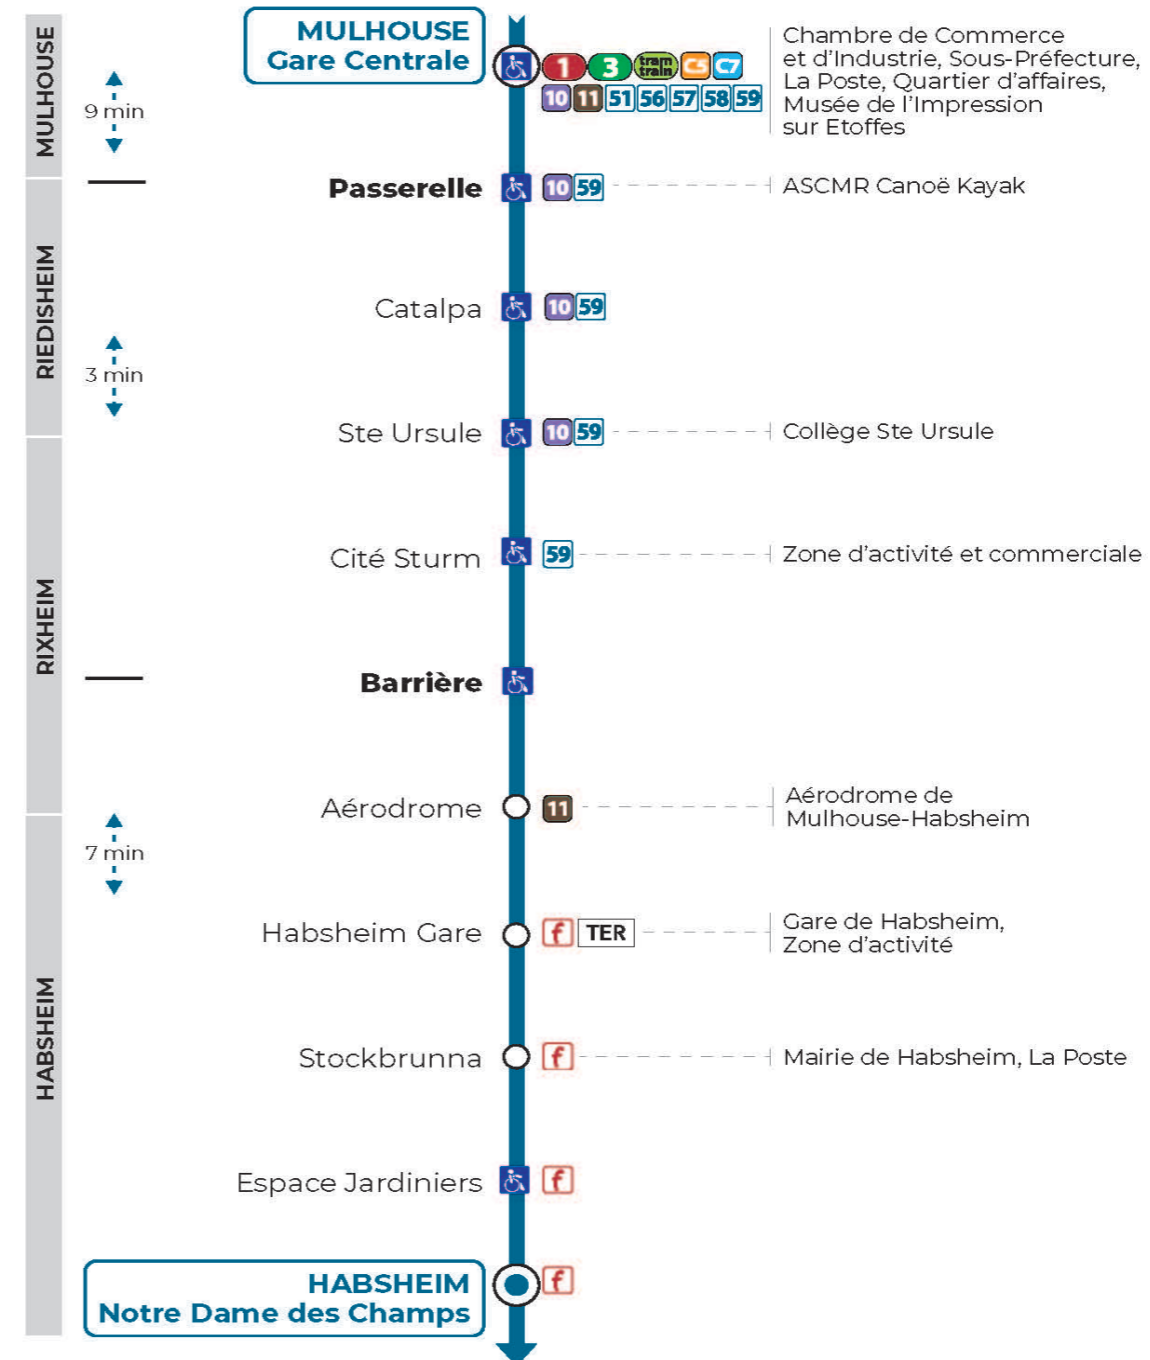 MULHOUSE
RIEDISHEIM
RIXHEIM
HABSHEIM
9 min
3 min
7 min
MULHOUSE
Gare Centrale
1 3 tram train C5 C7
10 11 51 56 57 58 59
Chambre de Commerce
et d'Industrie, Sous-Préfecture,
La Poste, Quartier d'affaires,
Musée de l'Impression
sur Etoffes
Passerelle 10 59 ASCMR Canoë Kayak
Catalpa 10 59
Ste Ursule 10 59 Collège Ste Ursule
Cité Sturm 59 Zone d'activité et commerciale
Barrière
Aérodrome 11
Aérodrome de
Mulhouse-Habsheim
Habsheim Gare f TER
Gare de Habsheim,
Zone d'activité
Stockbrunna f Mairie de Habsheim, La Poste
Espace Jardiniers f
HABSHEIM
Notre Dame des Champs
f